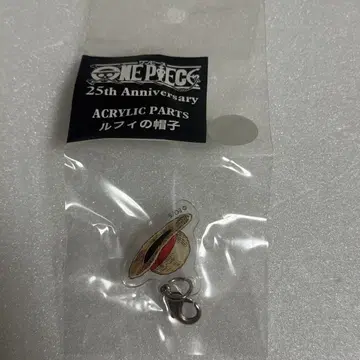 ONE PIECE
25th Anniversary
ACRYLIC PARTS
ルフィの帽子